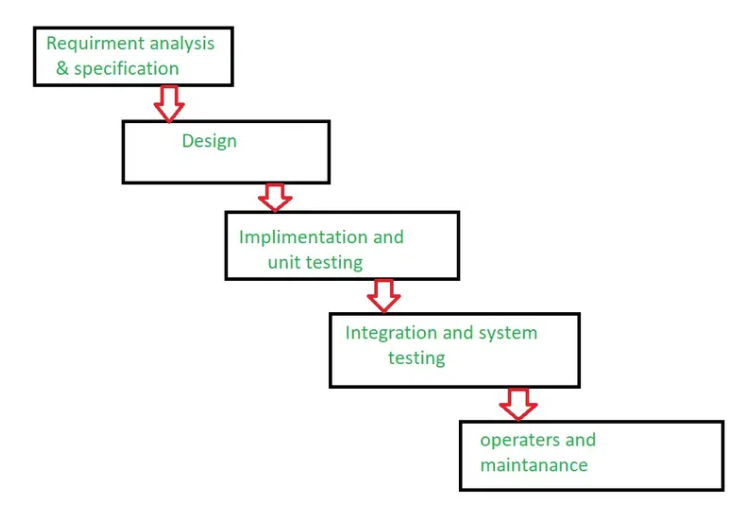 Requirment analysis
& specification
Design
Implimentation and
unit testing
Integration and system
testing
operaters and
maintanance